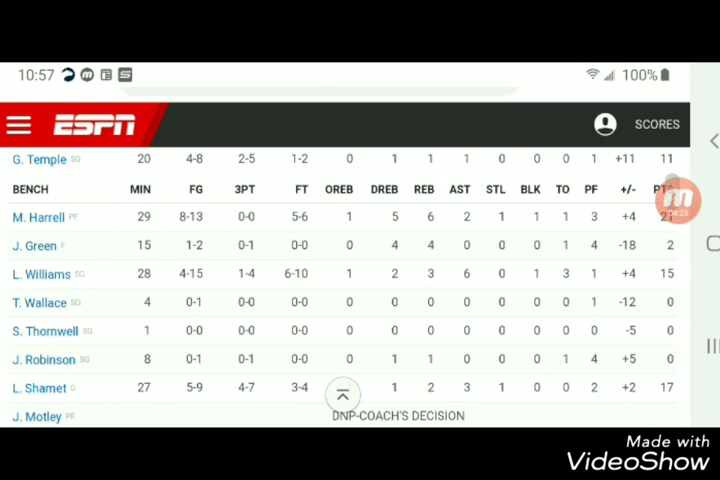 10:57 100%
ESPN SCORES
G. Temple SG 20 4-8 2-5 1-2 0 1 1 1 0 0 0 1 +11 11
BENCH MIN FG 3PT FT OREB DREB REB AST STL BLK TO PF +/- PTS
M. Harrell PF 29 8-13 0-0 5-6 1 5 6 2 1 1 1 3 +4 21
04:23
J. Green F 15 1-2 0-1 0-0 0 4 4 0 0 0 1 4 -18 2
L. Williams SG 28 4-15 1-4 6-10 1 2 3 6 0 1 3 1 +4 15
T. Wallace SG 4 0-1 0-0 0-0 0 0 0 0 0 0 0 1 -12 0
S. Thornwell SG 1 0-0 0-0 0-0 0 0 0 0 0 0 0 0 -5 0
J. Robinson SG 8 0-1 0-1 0-0 0 1 1 0 0 0 1 4 +5 0
L. Shamet G 27 5-9 4-7 3-4 1 2 3 1 0 0 2 +2 17
J. Motley PF DNP-COACH'S DECISION
Made with
VideoShow